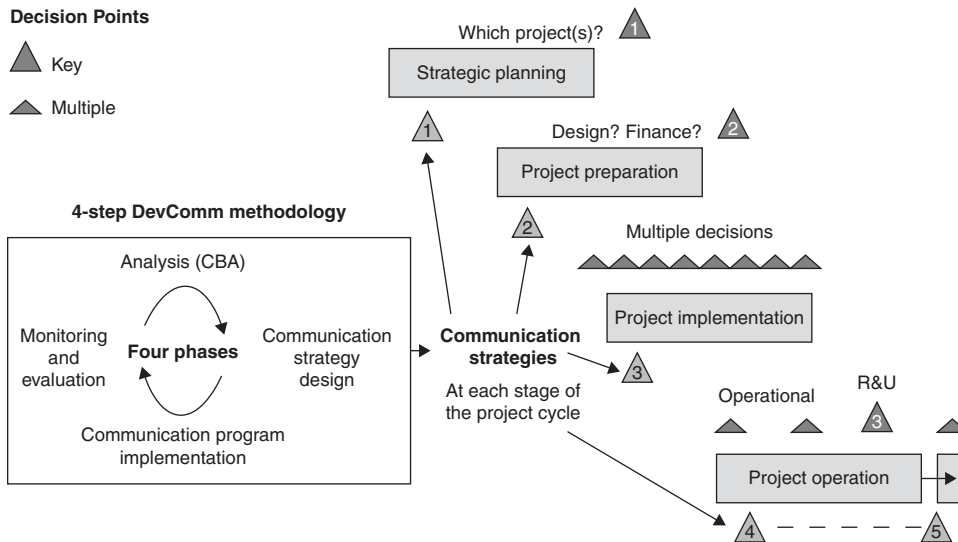 Decision Points
Key
Multiple
Which project(s)?
1
Strategic planning
1
Design? Finance?
2
Project preparation
2
4-step DevComm methodology
Analysis (CBA)
Monitoring
and
evaluation
Four phases
Communication
strategy
design
Communication program
implementation
Communication
strategies
At each stage of
the project cycle
Multiple decisions
Project implementation
3
Operational
R&U
3
Project operation
4
5